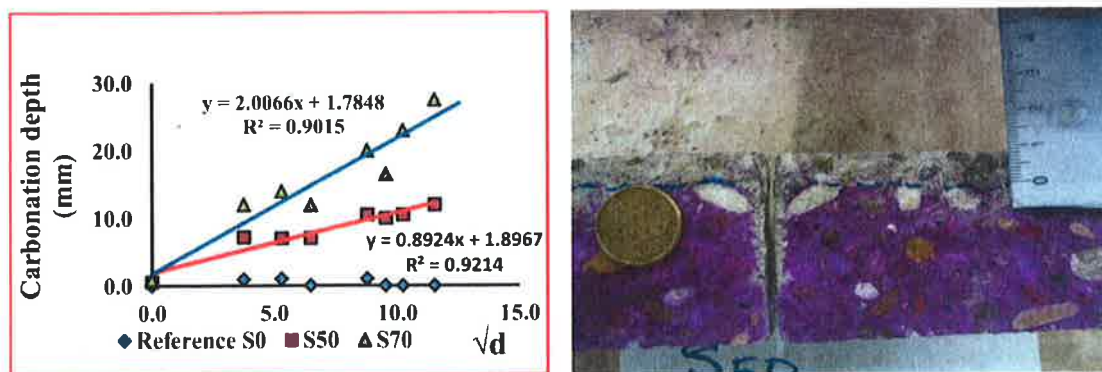 Carbonation depth
(mm)
30.0
20.0
10.0
0.0
y = 2.0066x + 1.7848
R² = 0.9015
y = 0.8924x + 1.8967
R² = 0.9214
0.0
5.0
10.0
15.0
Reference S0
S50
S70
√d
0